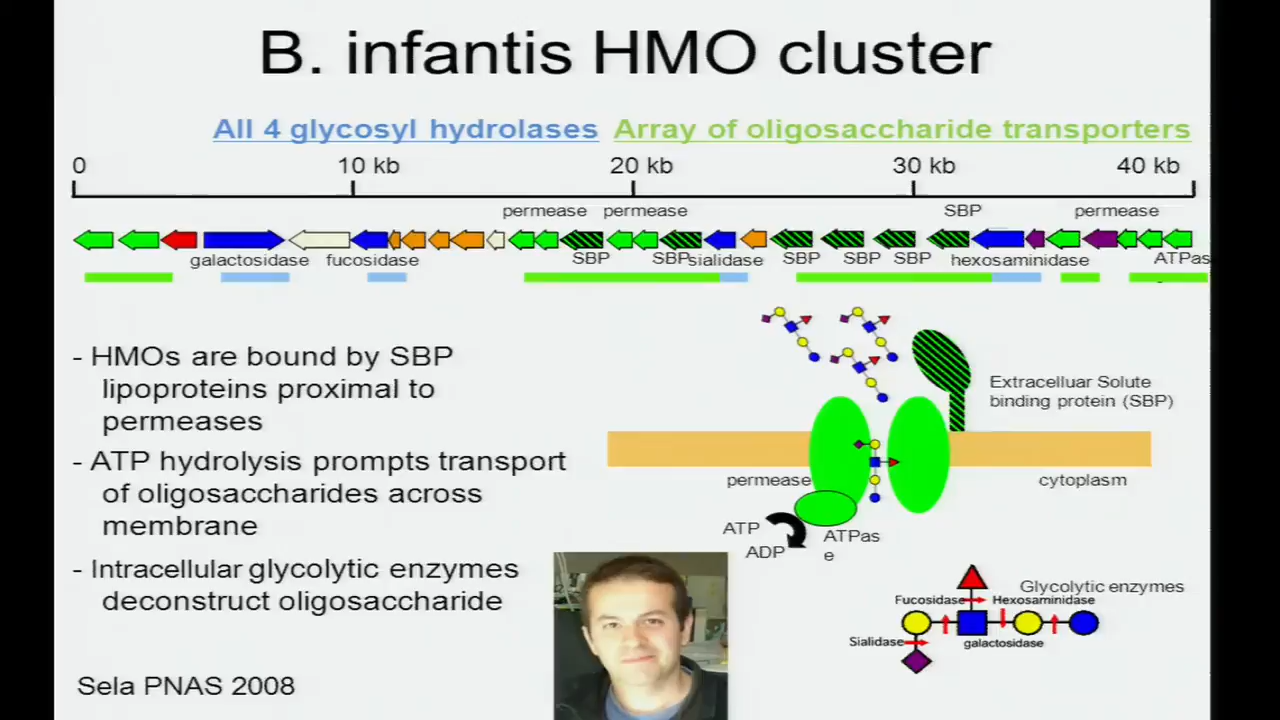 B. infantis HMO cluster
All 4 glycosyl hydrolases Array of oligosaccharide transporters
0 10 kb 20 kb 30 kb 40 kb
permease permease SBP permease
galactosidase fucosidase SBP SBP sialidase SBP SBP SBP hexosaminidase ATPas
- HMOs are bound by SBP
lipoproteins proximal to
permeases
- ATP hydrolysis prompts transport
of oligosaccharides across
membrane
- Intracellular glycolytic enzymes
deconstruct oligosaccharide
Sela PNAS 2008
Extracelluar Solute
binding protein (SBP)
permease cytoplasm
ATP
ADP
ATPas
e
Glycolytic enzymes
Fucosidase Hexosaminidase
Sialidase galactosidase